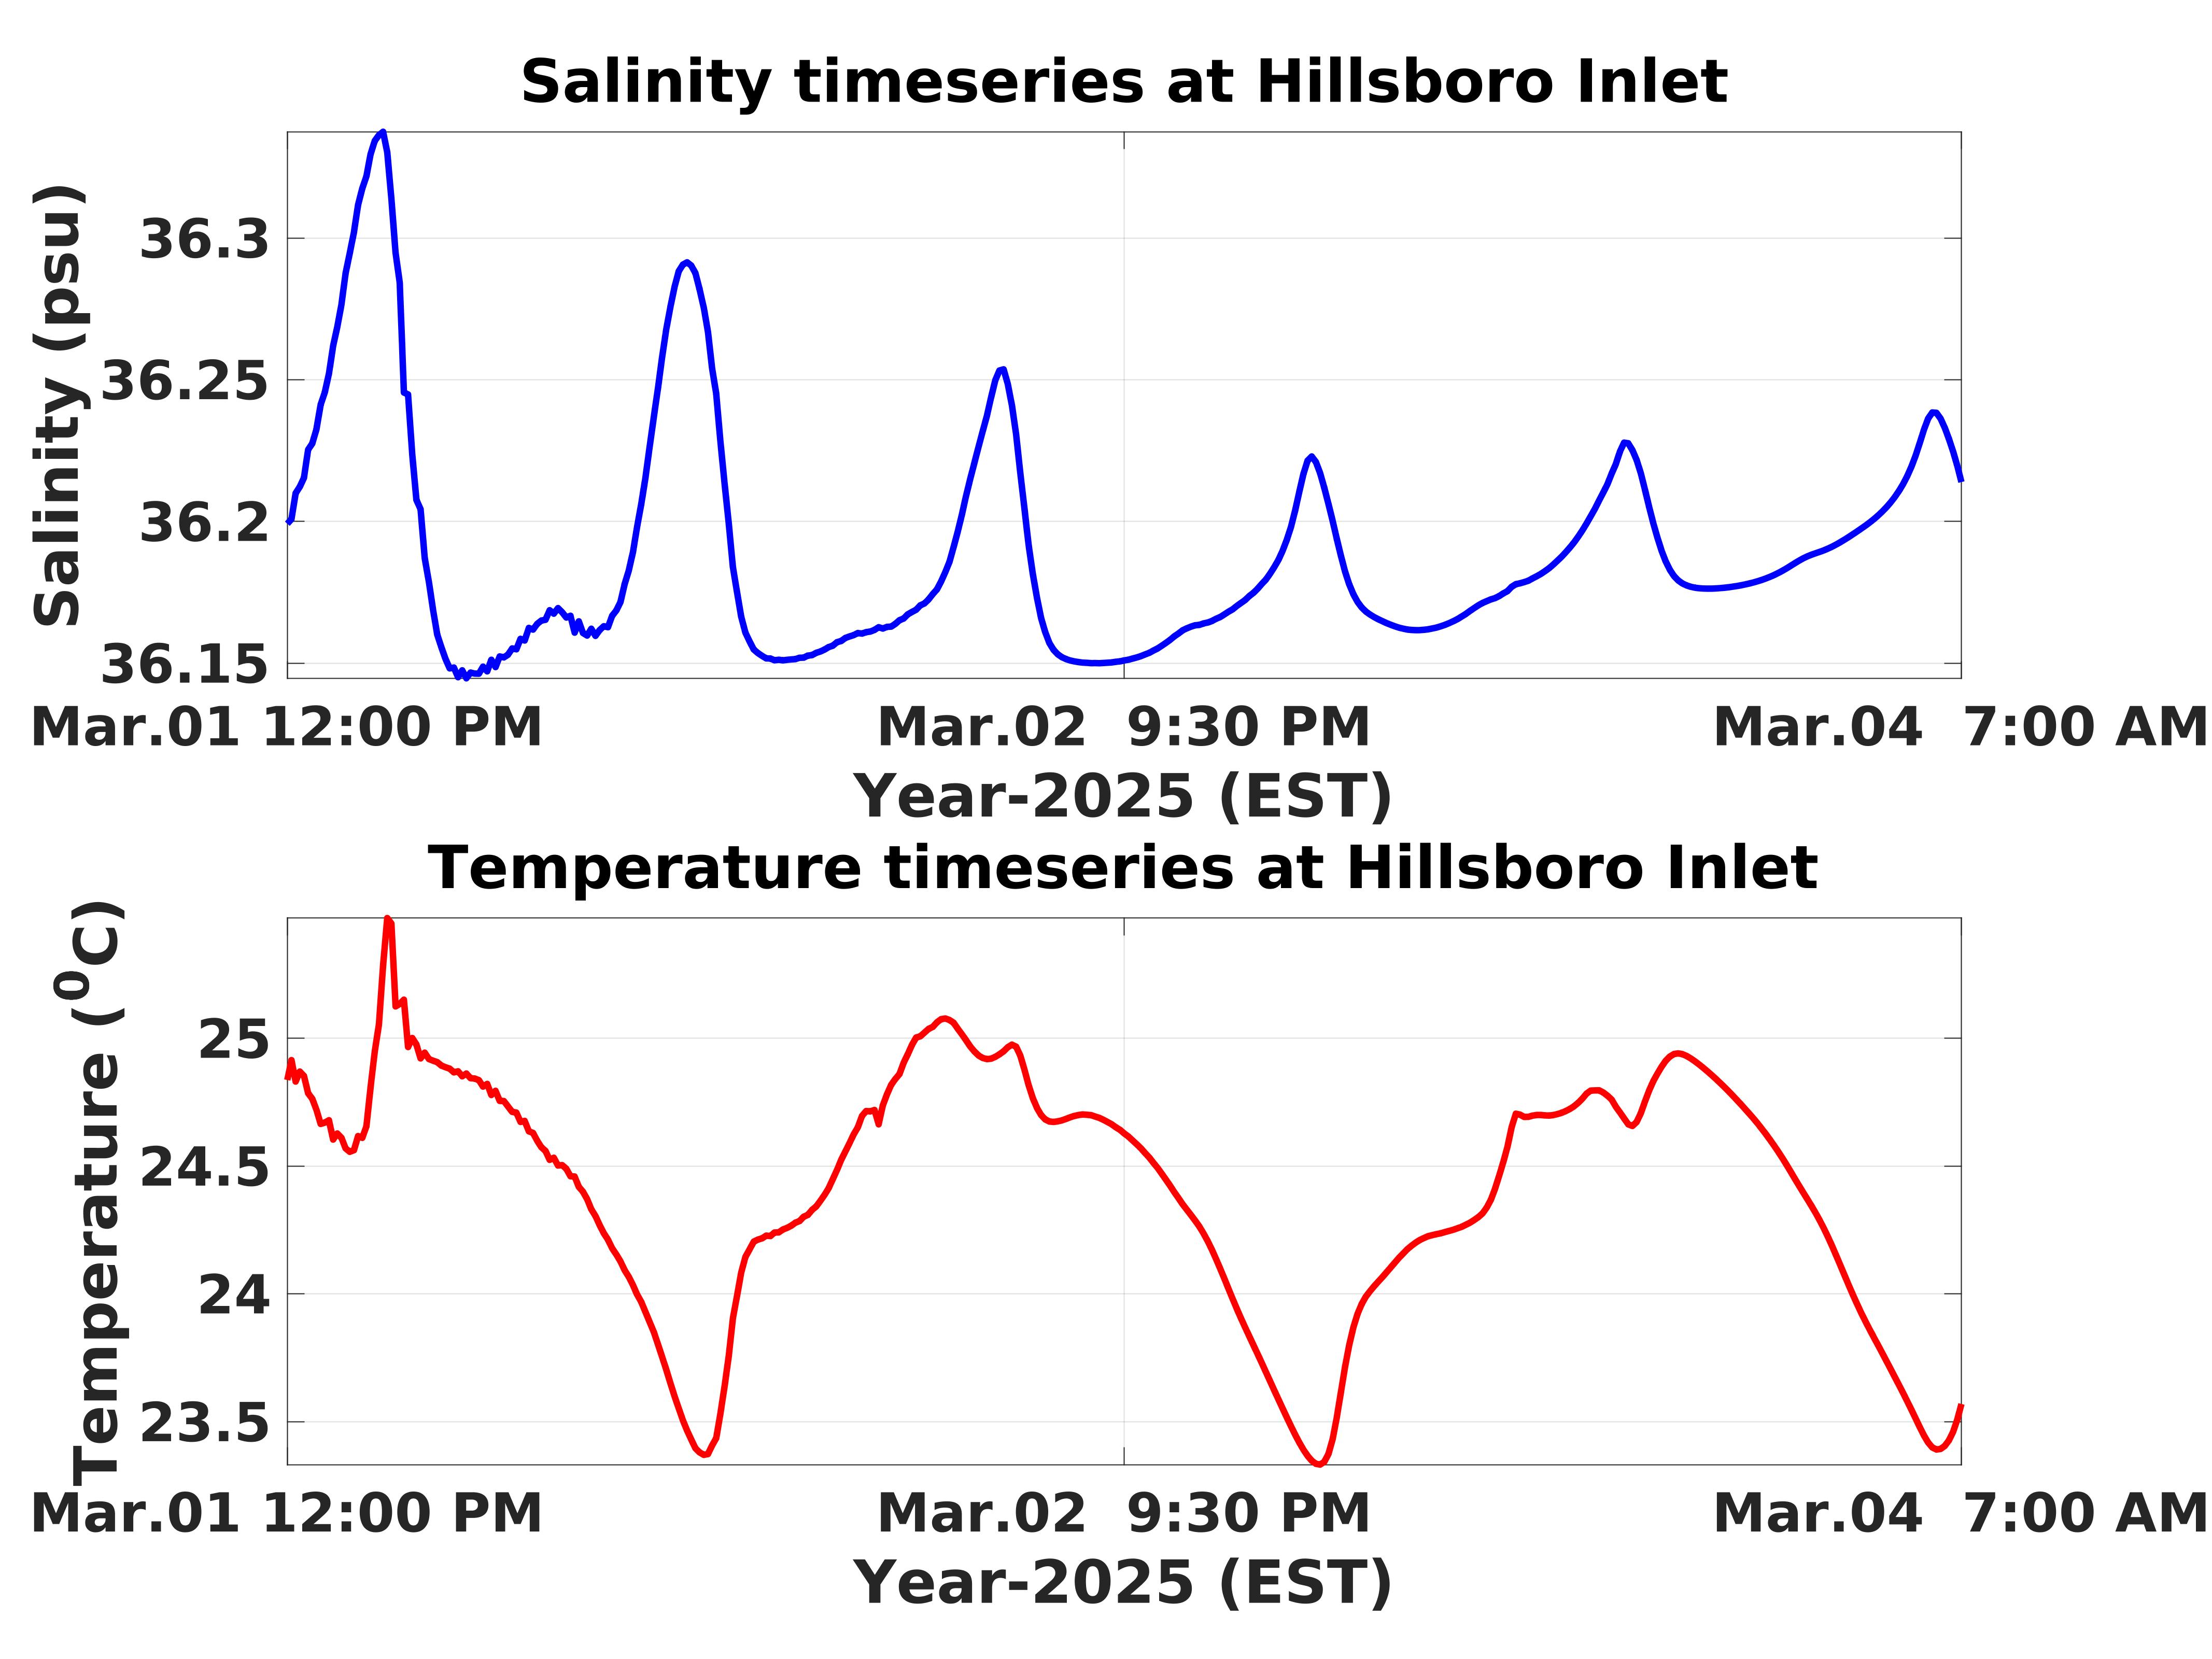 Salinity timeseries at Hillsboro Inlet
Salinity (psu)
36.3
36.25
36.2
36.15
Mar.01 12:00 PM Mar.02  9:30 PM Mar.04  7:00 AM
Year-2025 (EST)
Temperature timeseries at Hillsboro Inlet
Temperature (⁰C)
25
24.5
24
23.5
Mar.01 12:00 PM Mar.02  9:30 PM Mar.04  7:00 AM
Year-2025 (EST)